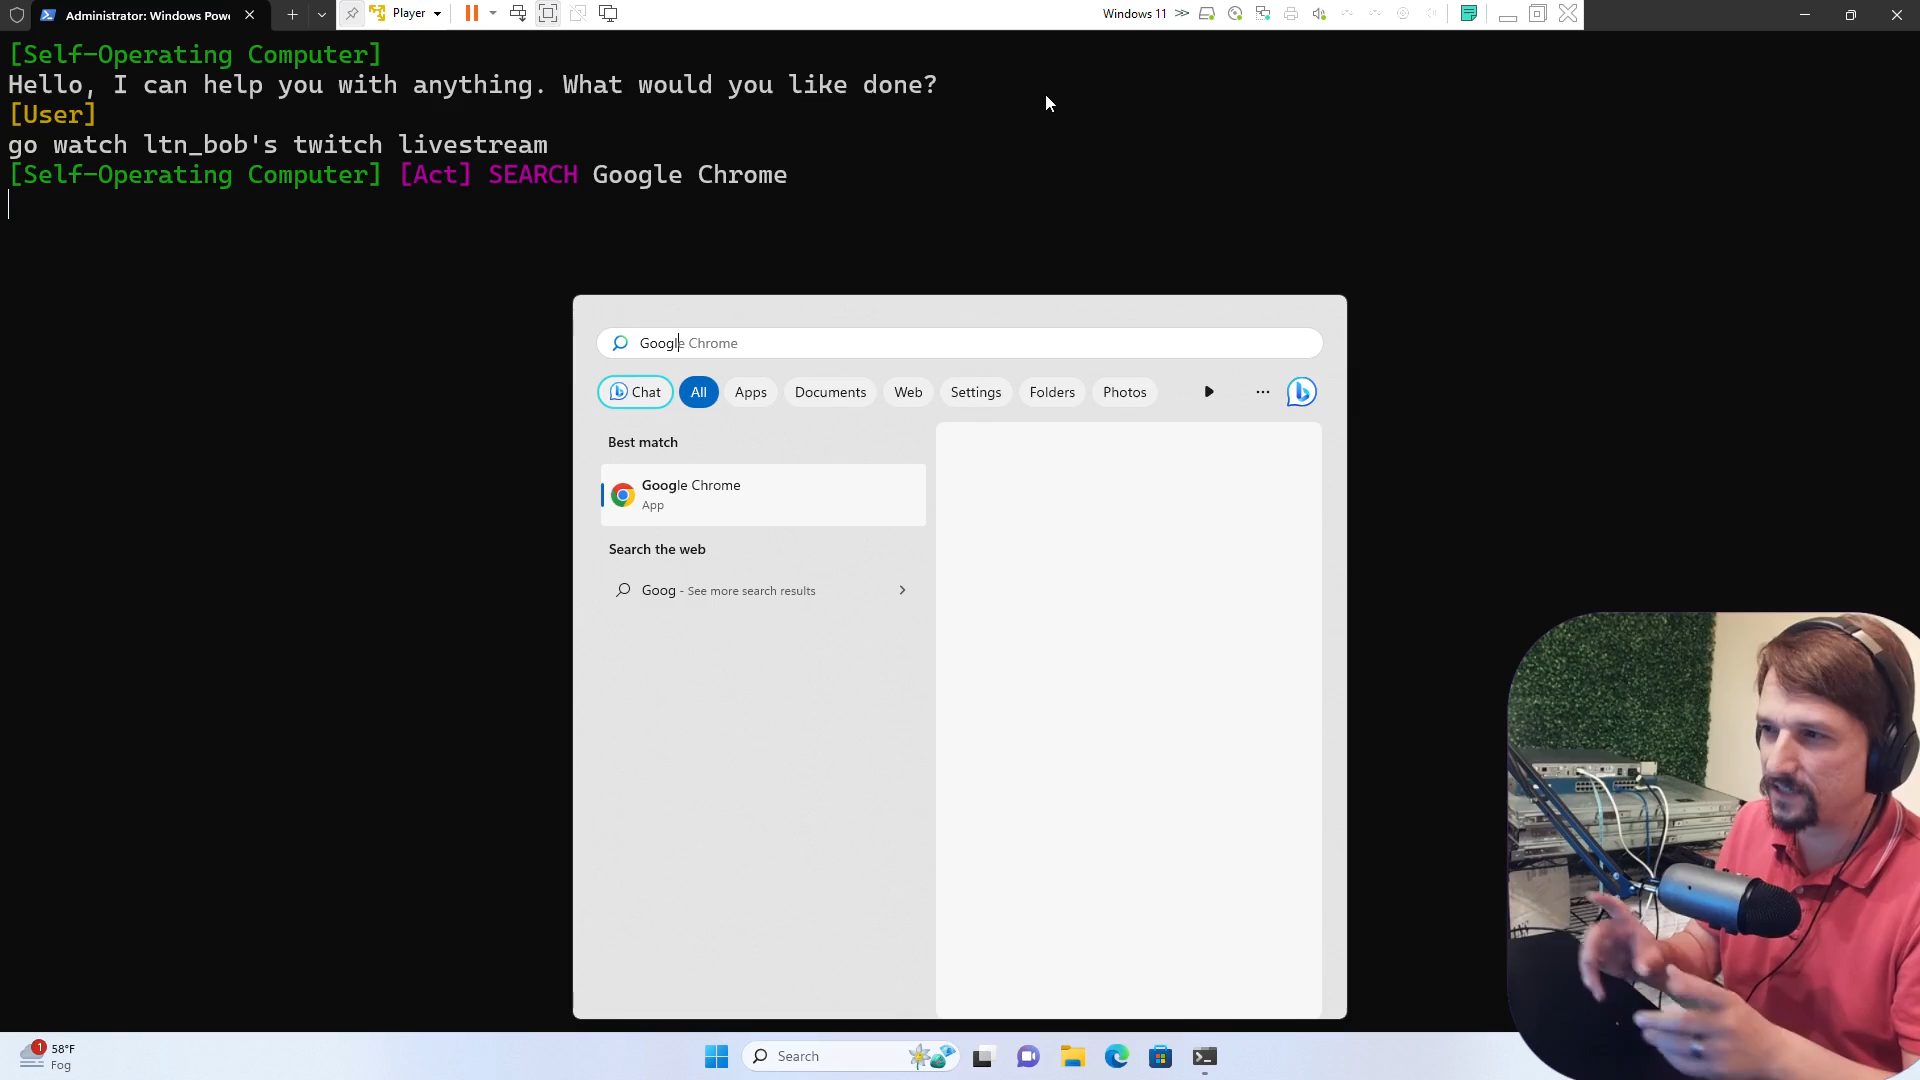 Administrator: Windows Powe
Player
Windows 11
[Self-Operating Computer]
Hello, I can help you with anything. What would you like done?
[User]
go watch ltn_bob's twitch livestream
[Self-Operating Computer] [Act] SEARCH Google Chrome
Google Chrome
Chat All Apps Documents Web Settings Folders Photos
Best match
Google Chrome
App
Search the web
Goog - See more search results
1
58°F
Fog
Search